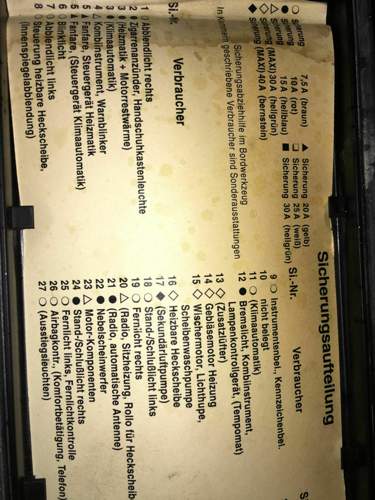 Sicherungsaufteilung
○ Sicherung 7,5 A (braun)
Sicherung 10 A (rot)
Sicherung 15 A (hellblau)
△ Sicherung (MAXI) 30 A (hellgrün)
◆ Sicherung (MAXI) 40 A (bernstein)
▲ Sicherung 20 A (gelb)
□ Sicherung 25 A (weiß)
■ Sicherung 30 A (hellgrün)
Sicherungsabziehhilfe im Bordwerkzeug
In Klammern geschriebene Verbraucher sind Sonderausstattungen
Si.-Nr. Verbraucher
1 Abblendlicht rechts
2 Zigarrenanzünder, Handschuhkastenleuchte
(Heizmatik + Motorrestwärme)
3 (Klimaautomatik)
4 Kombiinstrument, Warnblinker
5 Fanfare, Steuergerät Heizmatik
5 Fanfare, (Steuergerät Klimaautomatik)
6 ○ Blinklicht
7 ○ Abblendlicht links
8 Steuerung heizbare Heckscheibe,
(Innenspiegelabblendung)
Si.-Nr. Verbraucher
9 ○ Instrumentenbel., Kennzeichenbel.
10 nicht belegt
11 ○ (Klimaautomatik)
12 ● Bremslicht, Kombiinstrument,
Lampenkontrollgerät, (Tempomat)
13 ◇ (Zusatzlüfter)
14 ◇ Gebläsemotor Heizung
15 ◇ Wischermotor, Lichthupe,
Scheibenwaschpumpe
16 ◇ Heizbare Heckscheibe
17 ◆ (Sekundärluftpumpe)
18 ○ Stand-/Schlußlicht links
19 ○ Fernlicht rechts
20 △ (Radio, Sitzheizung, Rollo für Heckscheibe
21 ● (Radio, automatische Antenne)
22 ● Nebelscheinwerfer
23 △ Motor-Komponenten
24 ● Stand-/Schlußlicht rechts
25 ○ Fernlicht links, Fernlichtkontrolle
26 ○ Airbagkontr., (Komfortbetätigung, Telefon)
27 ○ (Ausstiegsleuchten)